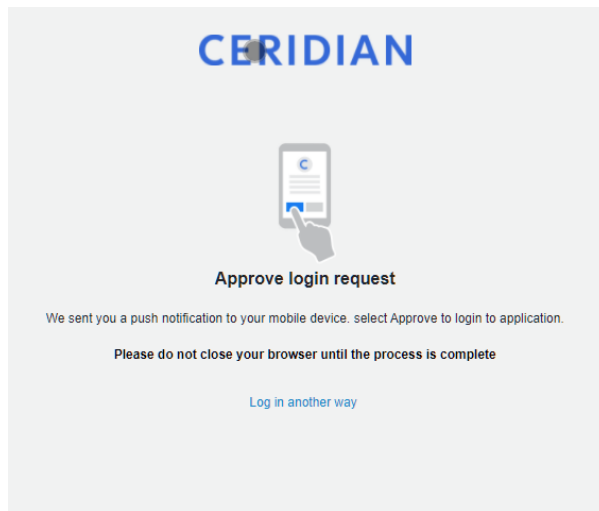 CERIDIAN
C
Approve login request
We sent you a push notification to your mobile device. select Approve to login to application.
Please do not close your browser until the process is complete
Log in another way